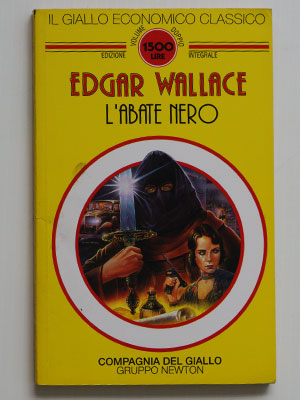 IL GIALLO ECONOMICO CLASSICO
VOLUME DOPPIO
EDIZIONE 1500 LIRE INTEGRALE
EDGAR WALLACE
L'ABATE NERO
COMPAGNIA DEL GIALLO
GRUPPO NEWTON